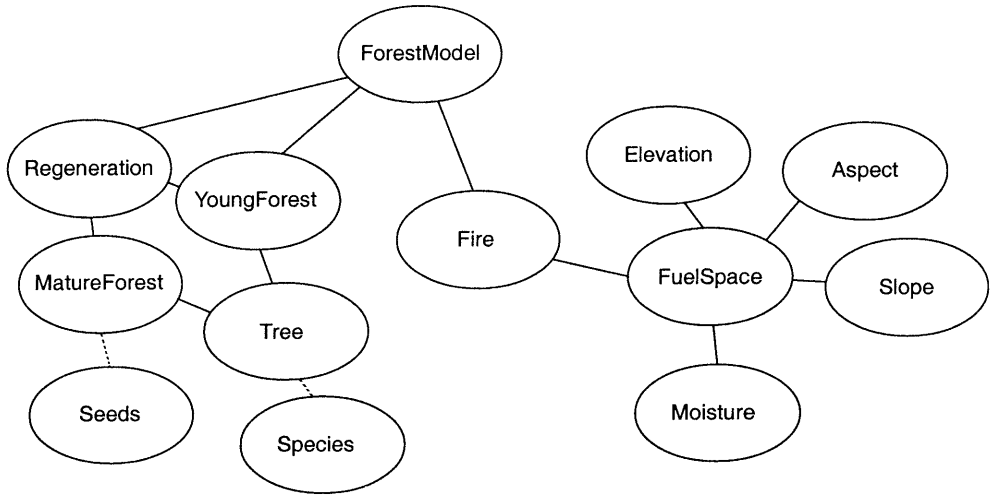 ForestModel
Regeneration
YoungForest
Elevation
Aspect
Fire
MatureForest
FuelSpace
Slope
Tree
Seeds
Species
Moisture